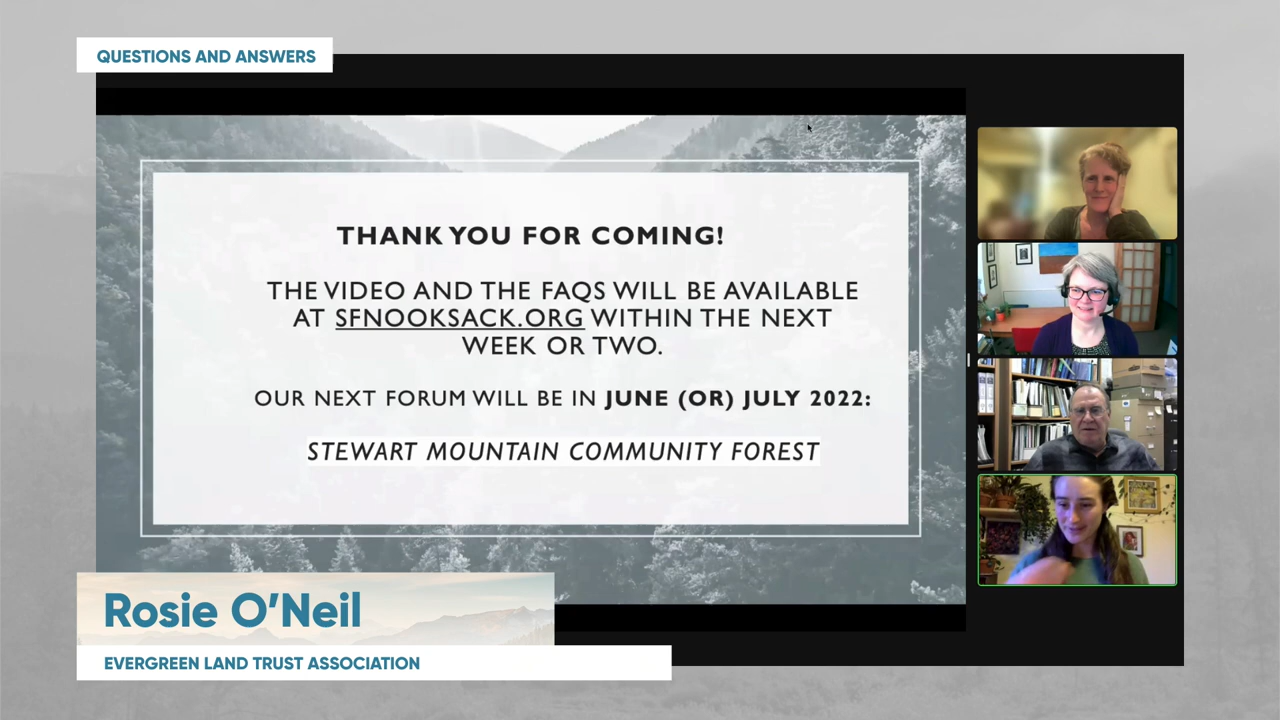 QUESTIONS AND ANSWERS
THANK YOU FOR COMING!
THE VIDEO AND THE FAQS WILL BE AVAILABLE
AT SFNOOKSACK.ORG WITHIN THE NEXT
WEEK OR TWO.
OUR NEXT FORUM WILL BE IN JUNE (OR) JULY 2022:
STEWART MOUNTAIN COMMUNITY FOREST
Rosie O’Neil
EVERGREEN LAND TRUST ASSOCIATION